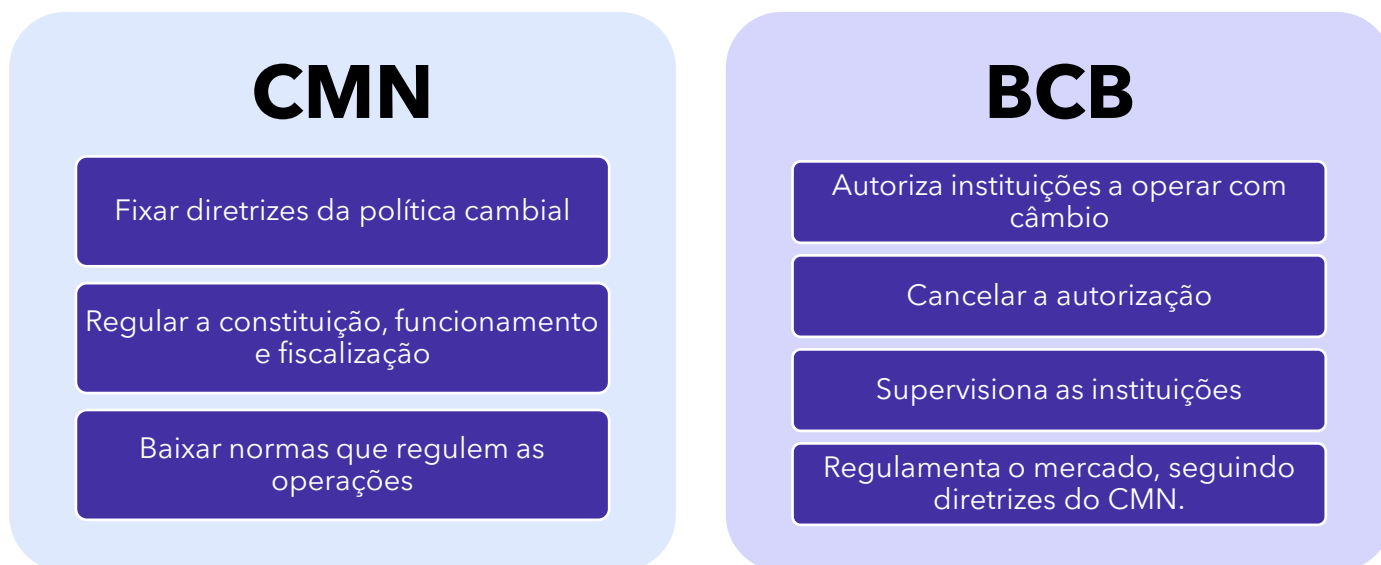 CMN
Fixar diretrizes da política cambial
Regular a constituição, funcionamento
e fiscalização
Baixar normas que regulem as
operações
BCB
Autoriza instituições a operar com
câmbio
Cancelar a autorização
Supervisiona as instituições
Regulamenta o mercado, seguindo
diretrizes do CMN.